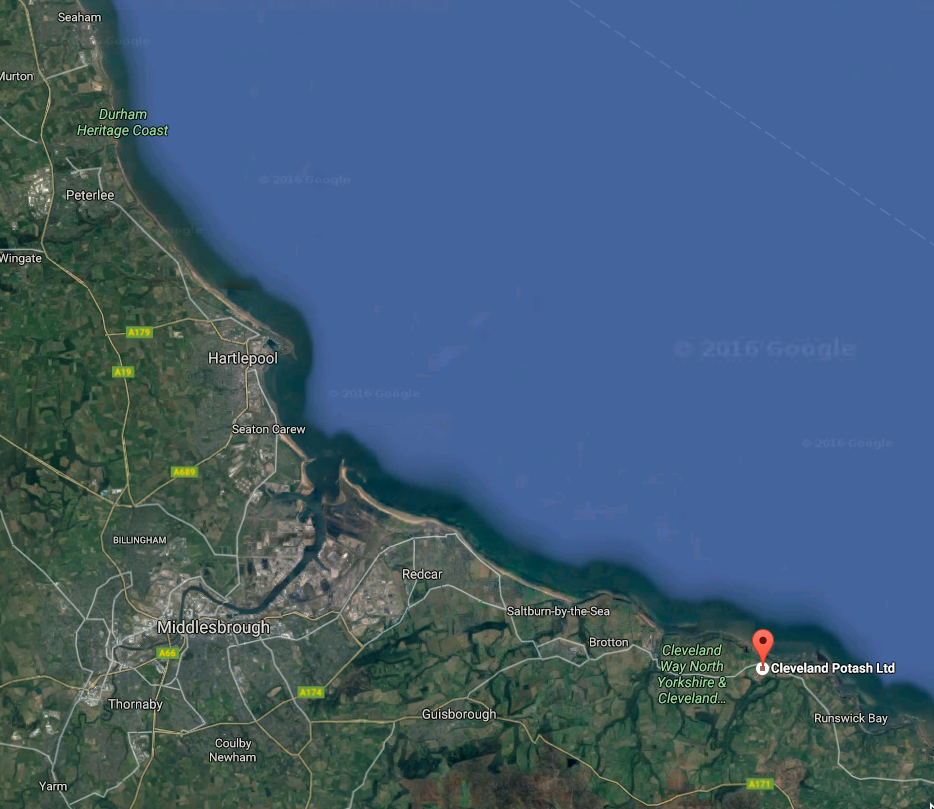 Seaham
Google
Murton
Durham
Heritage Coast
© 2016 Google
Peterlee
Wingate
A179
© 2016 Google
Hartlepool
A19
© 2016 Google
Seaton Carew
© 2016 Google
A689
BILLINGHAM
Redcar
Saltburn-by-the-Sea
Middlesbrough
Brotton
A66
Cleveland
Way North
Yorkshire &
Cleveland...
Cleveland Potash Ltd
A174
Thornaby
Guisborough
Runswick Bay
Coulby
Newham
Yarm
A171